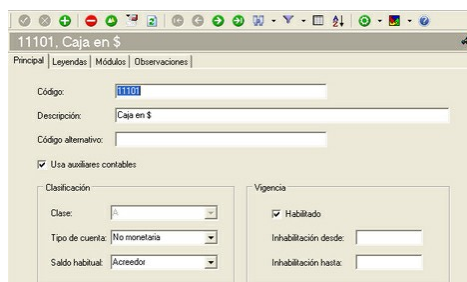 11101, Caja en $
Principal Leyendas Módulos Observaciones
Código: 11101
Descripción: Caja en $
Código alternativo:
Usa auxiliares contables
Clasificación
Clase: A
Tipo de cuenta: No monetaria
Saldo habitual: Acreedor
Vigencia
Habilitado
Inhabilitación desde:
Inhabilitación hasta: